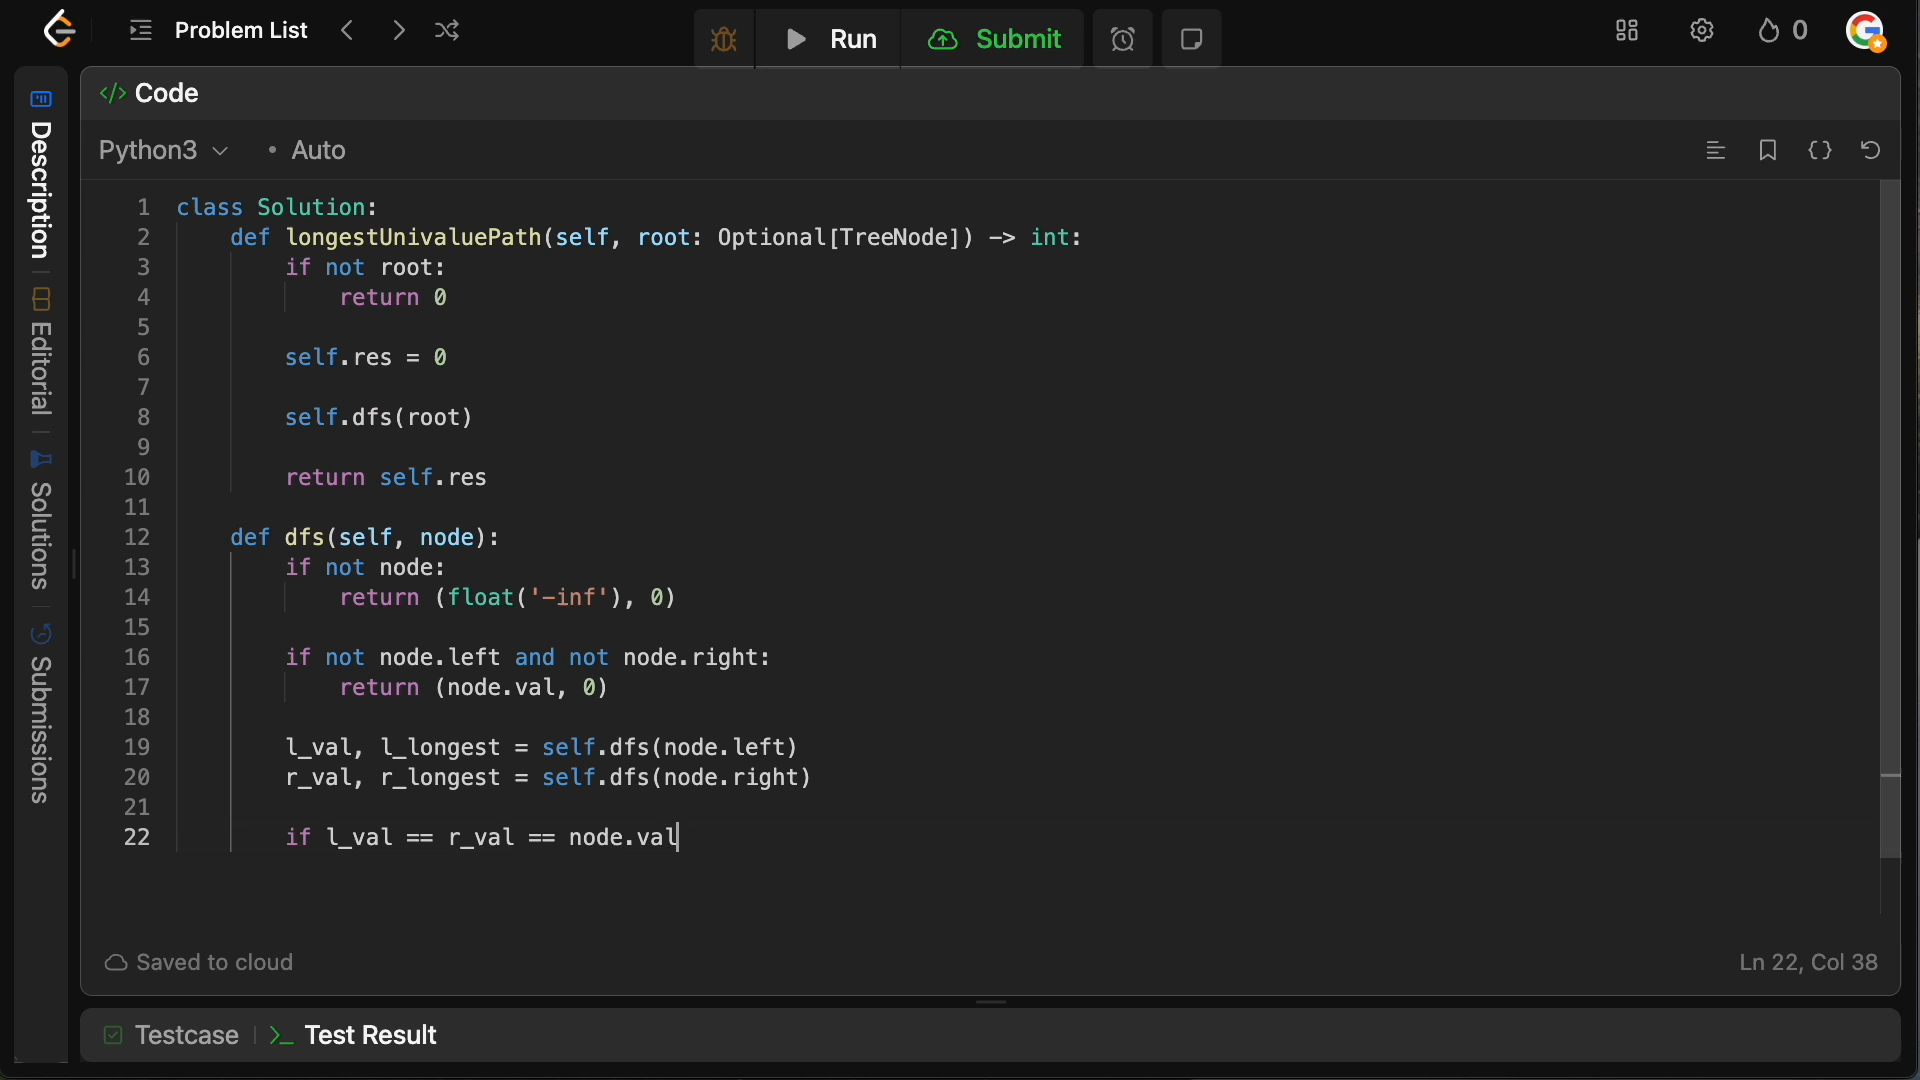 Problem List
Run
Submit
0
Description
Editorial
Solutions
Submissions
</> Code
Python3 • Auto
1 class Solution:
2     def longestUnivaluePath(self, root: Optional[TreeNode]) -> int:
3         if not root:
4             return 0
5
6         self.res = 0
7
8         self.dfs(root)
9
10         return self.res
11
12     def dfs(self, node):
13         if not node:
14             return (float('-inf'), 0)
15
16         if not node.left and not node.right:
17             return (node.val, 0)
18
19         l_val, l_longest = self.dfs(node.left)
20         r_val, r_longest = self.dfs(node.right)
21
22         if l_val == r_val == node.val
Saved to cloud
Ln 22, Col 38
Testcase
>_ Test Result